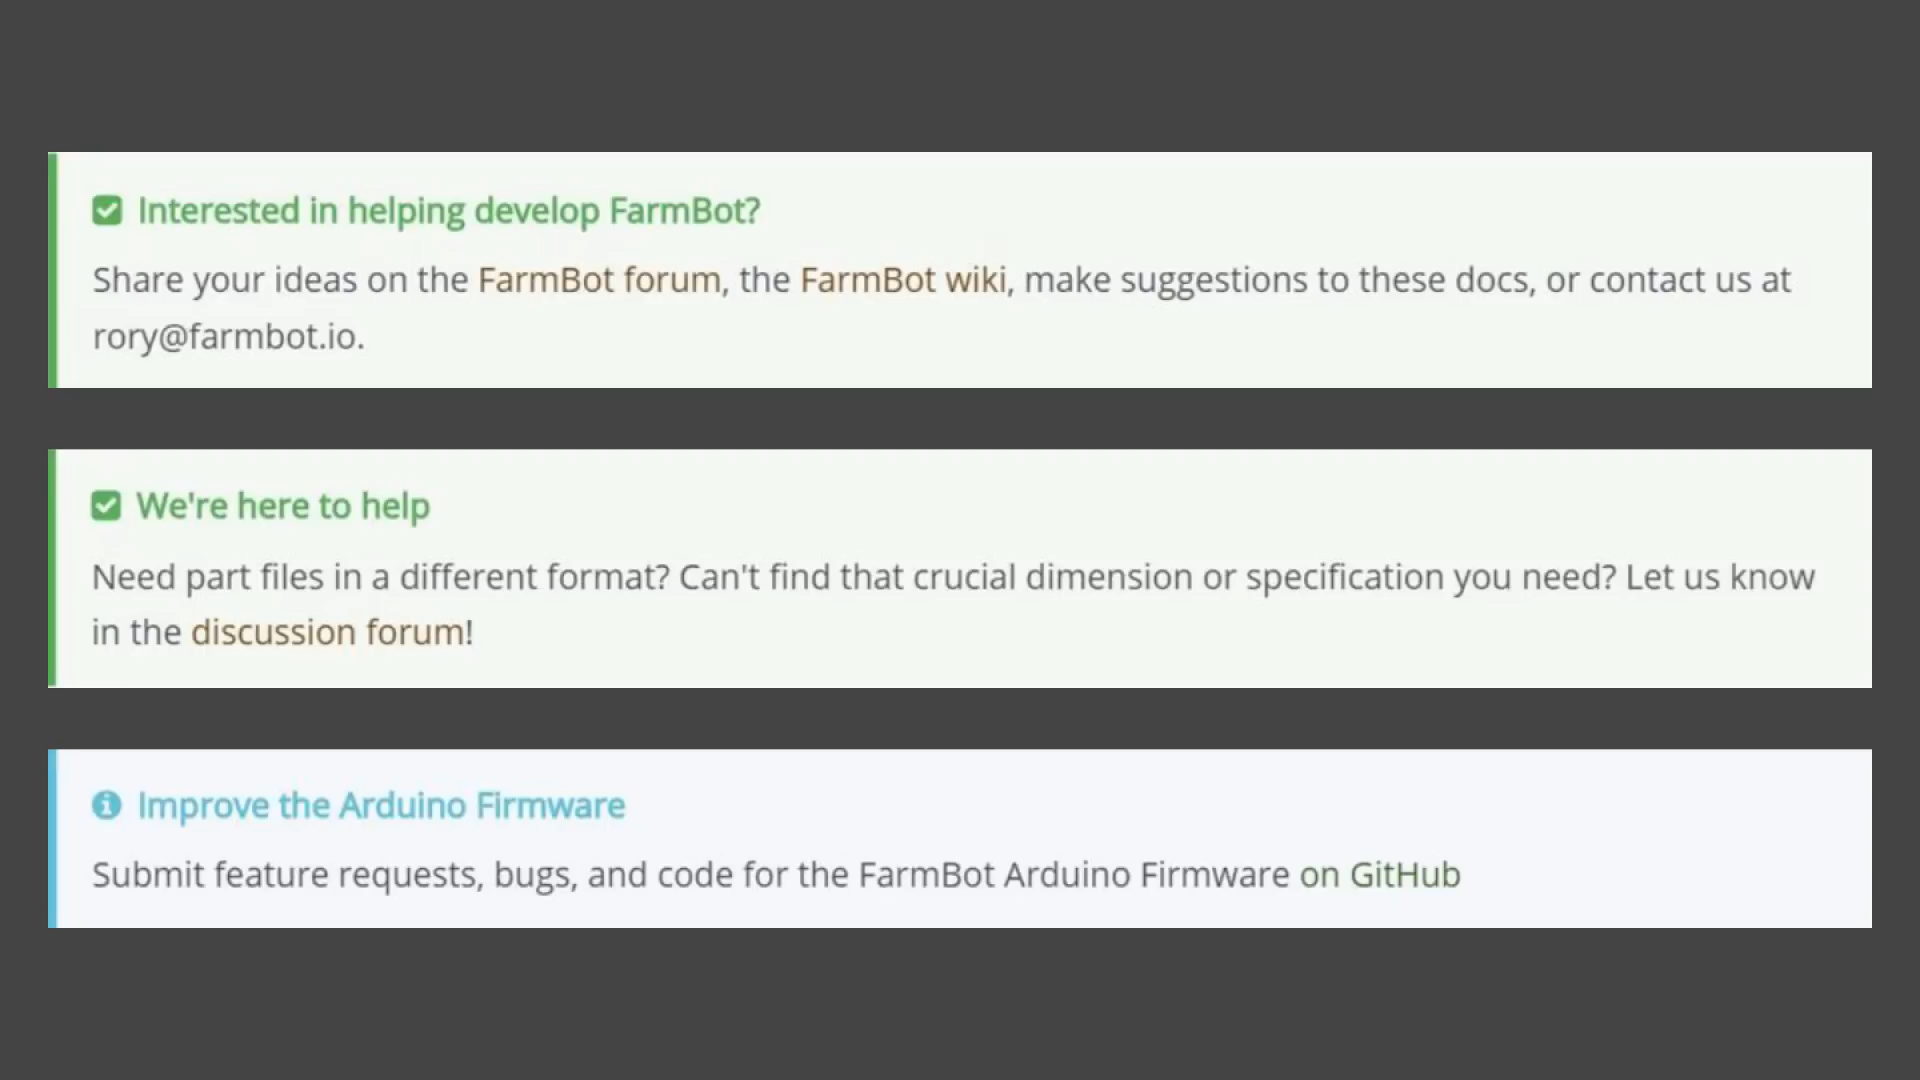 Interested in helping develop FarmBot?
Share your ideas on the FarmBot forum, the FarmBot wiki, make suggestions to these docs, or contact us at
rory@farmbot.io.
We're here to help
Need part files in a different format? Can't find that crucial dimension or specification you need? Let us know
in the discussion forum!
Improve the Arduino Firmware
Submit feature requests, bugs, and code for the FarmBot Arduino Firmware on GitHub